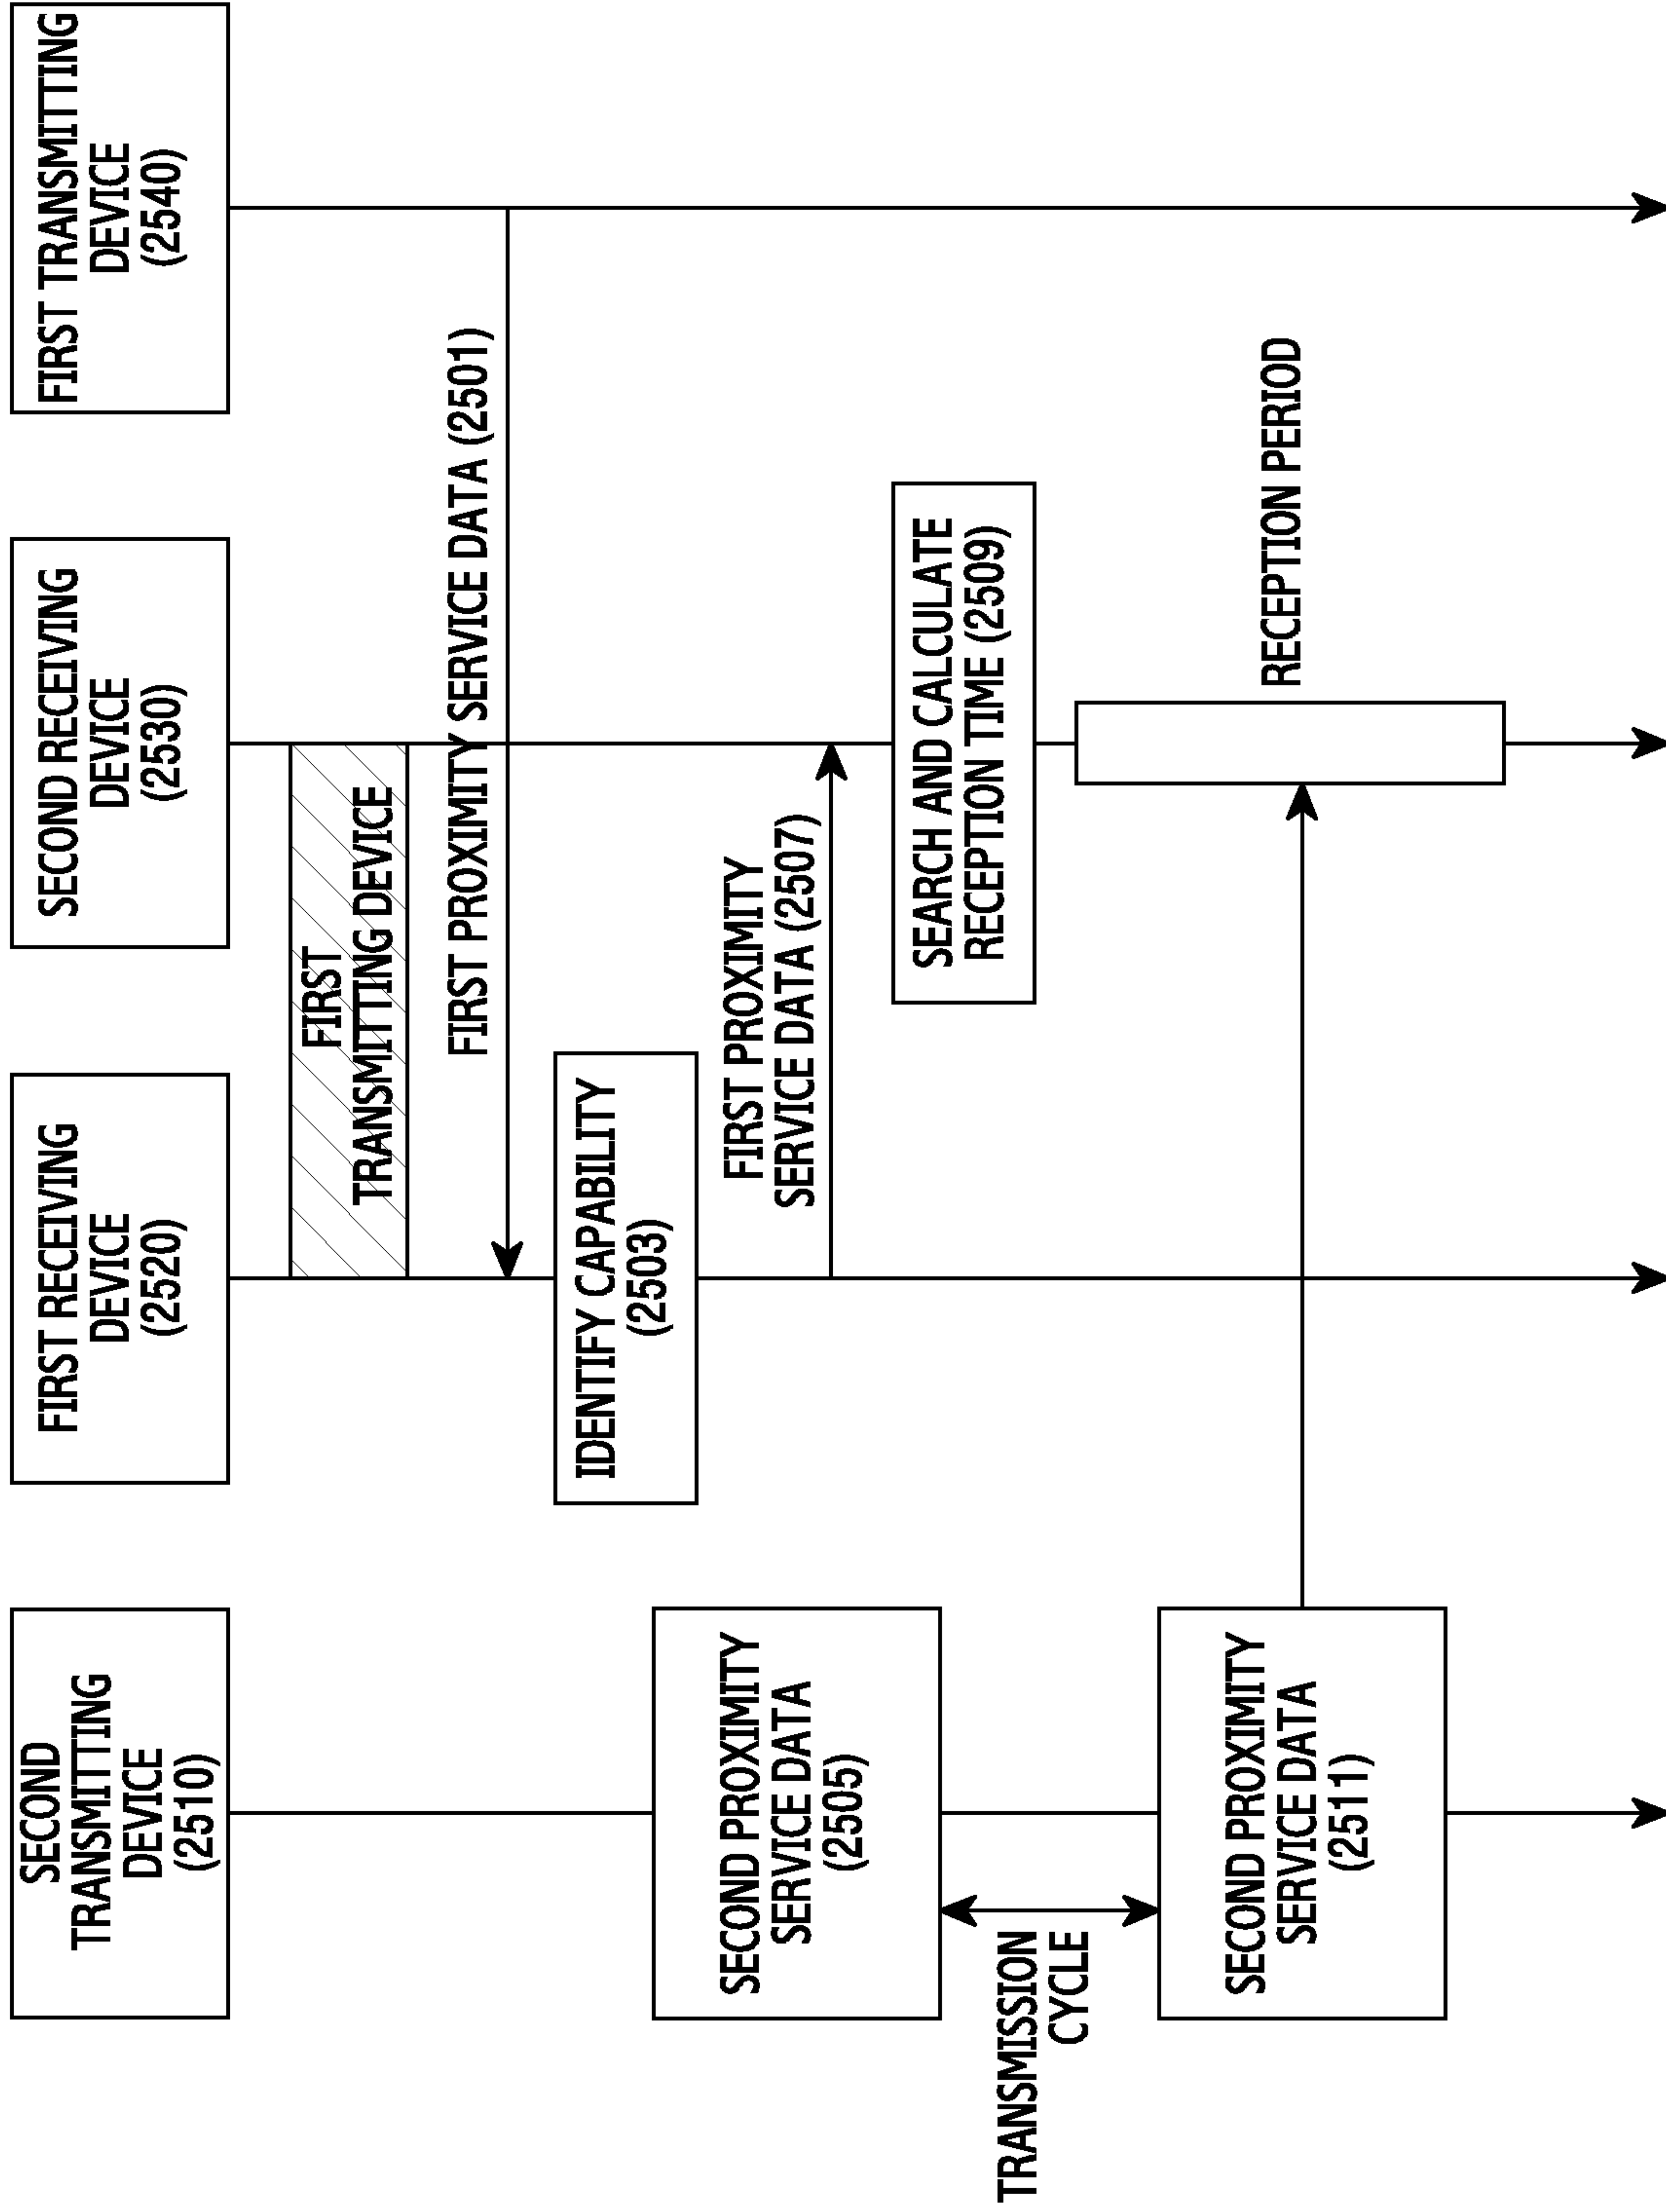 SECOND
TRANSMITTING
DEVICE
(2510)
FIRST RECEIVING
DEVICE
(2520)
SECOND RECEIVING
DEVICE
(2530)
FIRST TRANSMITTING
DEVICE
(2540)
FIRST
TRANSMITTING DEVICE
FIRST PROXIMITY SERVICE DATA (2501)
IDENTIFY CAPABILITY
(2503)
SECOND PROXIMITY
SERVICE DATA
(2505)
FIRST PROXIMITY
SERVICE DATA (2507)
SEARCH AND CALCULATE
RECEPTION TIME (2509)
TRANSMISSION
CYCLE
SECOND PROXIMITY
SERVICE DATA
(2511)
RECEPTION PERIOD